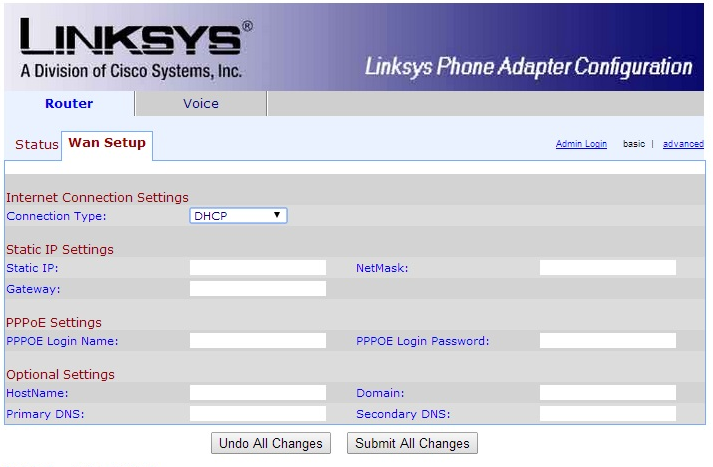 LINKSYS®
A Division of Cisco Systems, Inc.
Linksys Phone Adapter Configuration
Router Voice
Status Wan Setup Admin Login basic | advanced
Internet Connection Settings
Connection Type: DHCP
Static IP Settings
Static IP: NetMask:
Gateway:
PPPoE Settings
PPPOE Login Name: PPPOE Login Password:
Optional Settings
HostName: Domain:
Primary DNS: Secondary DNS:
Undo All Changes Submit All Changes